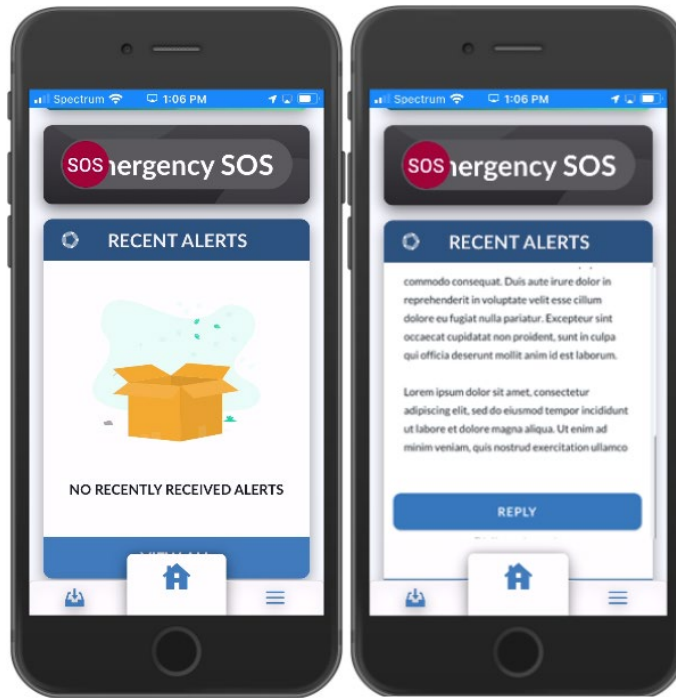 Spectrum 1:06 PM
SOS mergency SOS
RECENT ALERTS
NO RECENTLY RECEIVED ALERTS
Spectrum 1:06 PM
SOS nergency SOS
RECENT ALERTS
commodo consequat. Duis aute irure dolor in
reprehenderit in voluptate velit esse cillum
dolore eu fugiat nulla pariatur. Excepteur sint
occaecat cupidatat non proident, sunt in culpa
qui officia deserunt mollit anim id est laborum.
Lorem ipsum dolor sit amet, consectetur
adipiscing elit, sed do eiusmod tempor incididunt
ut labore et dolore magna aliqua. Ut enim ad
minim veniam, quis nostrud exercitation ullamco
REPLY